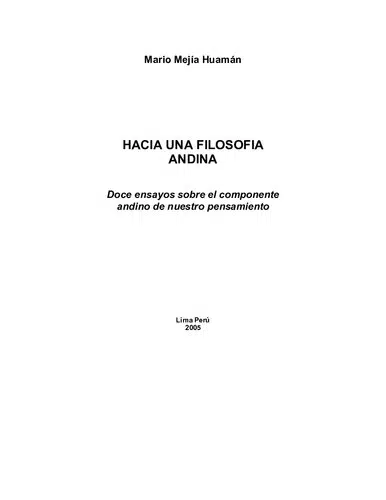 Mario Mejía Huamán
HACIA UNA FILOSOFIA
ANDINA
Doce ensayos sobre el componente
andino de nuestro pensamiento
Lima Perú
2005